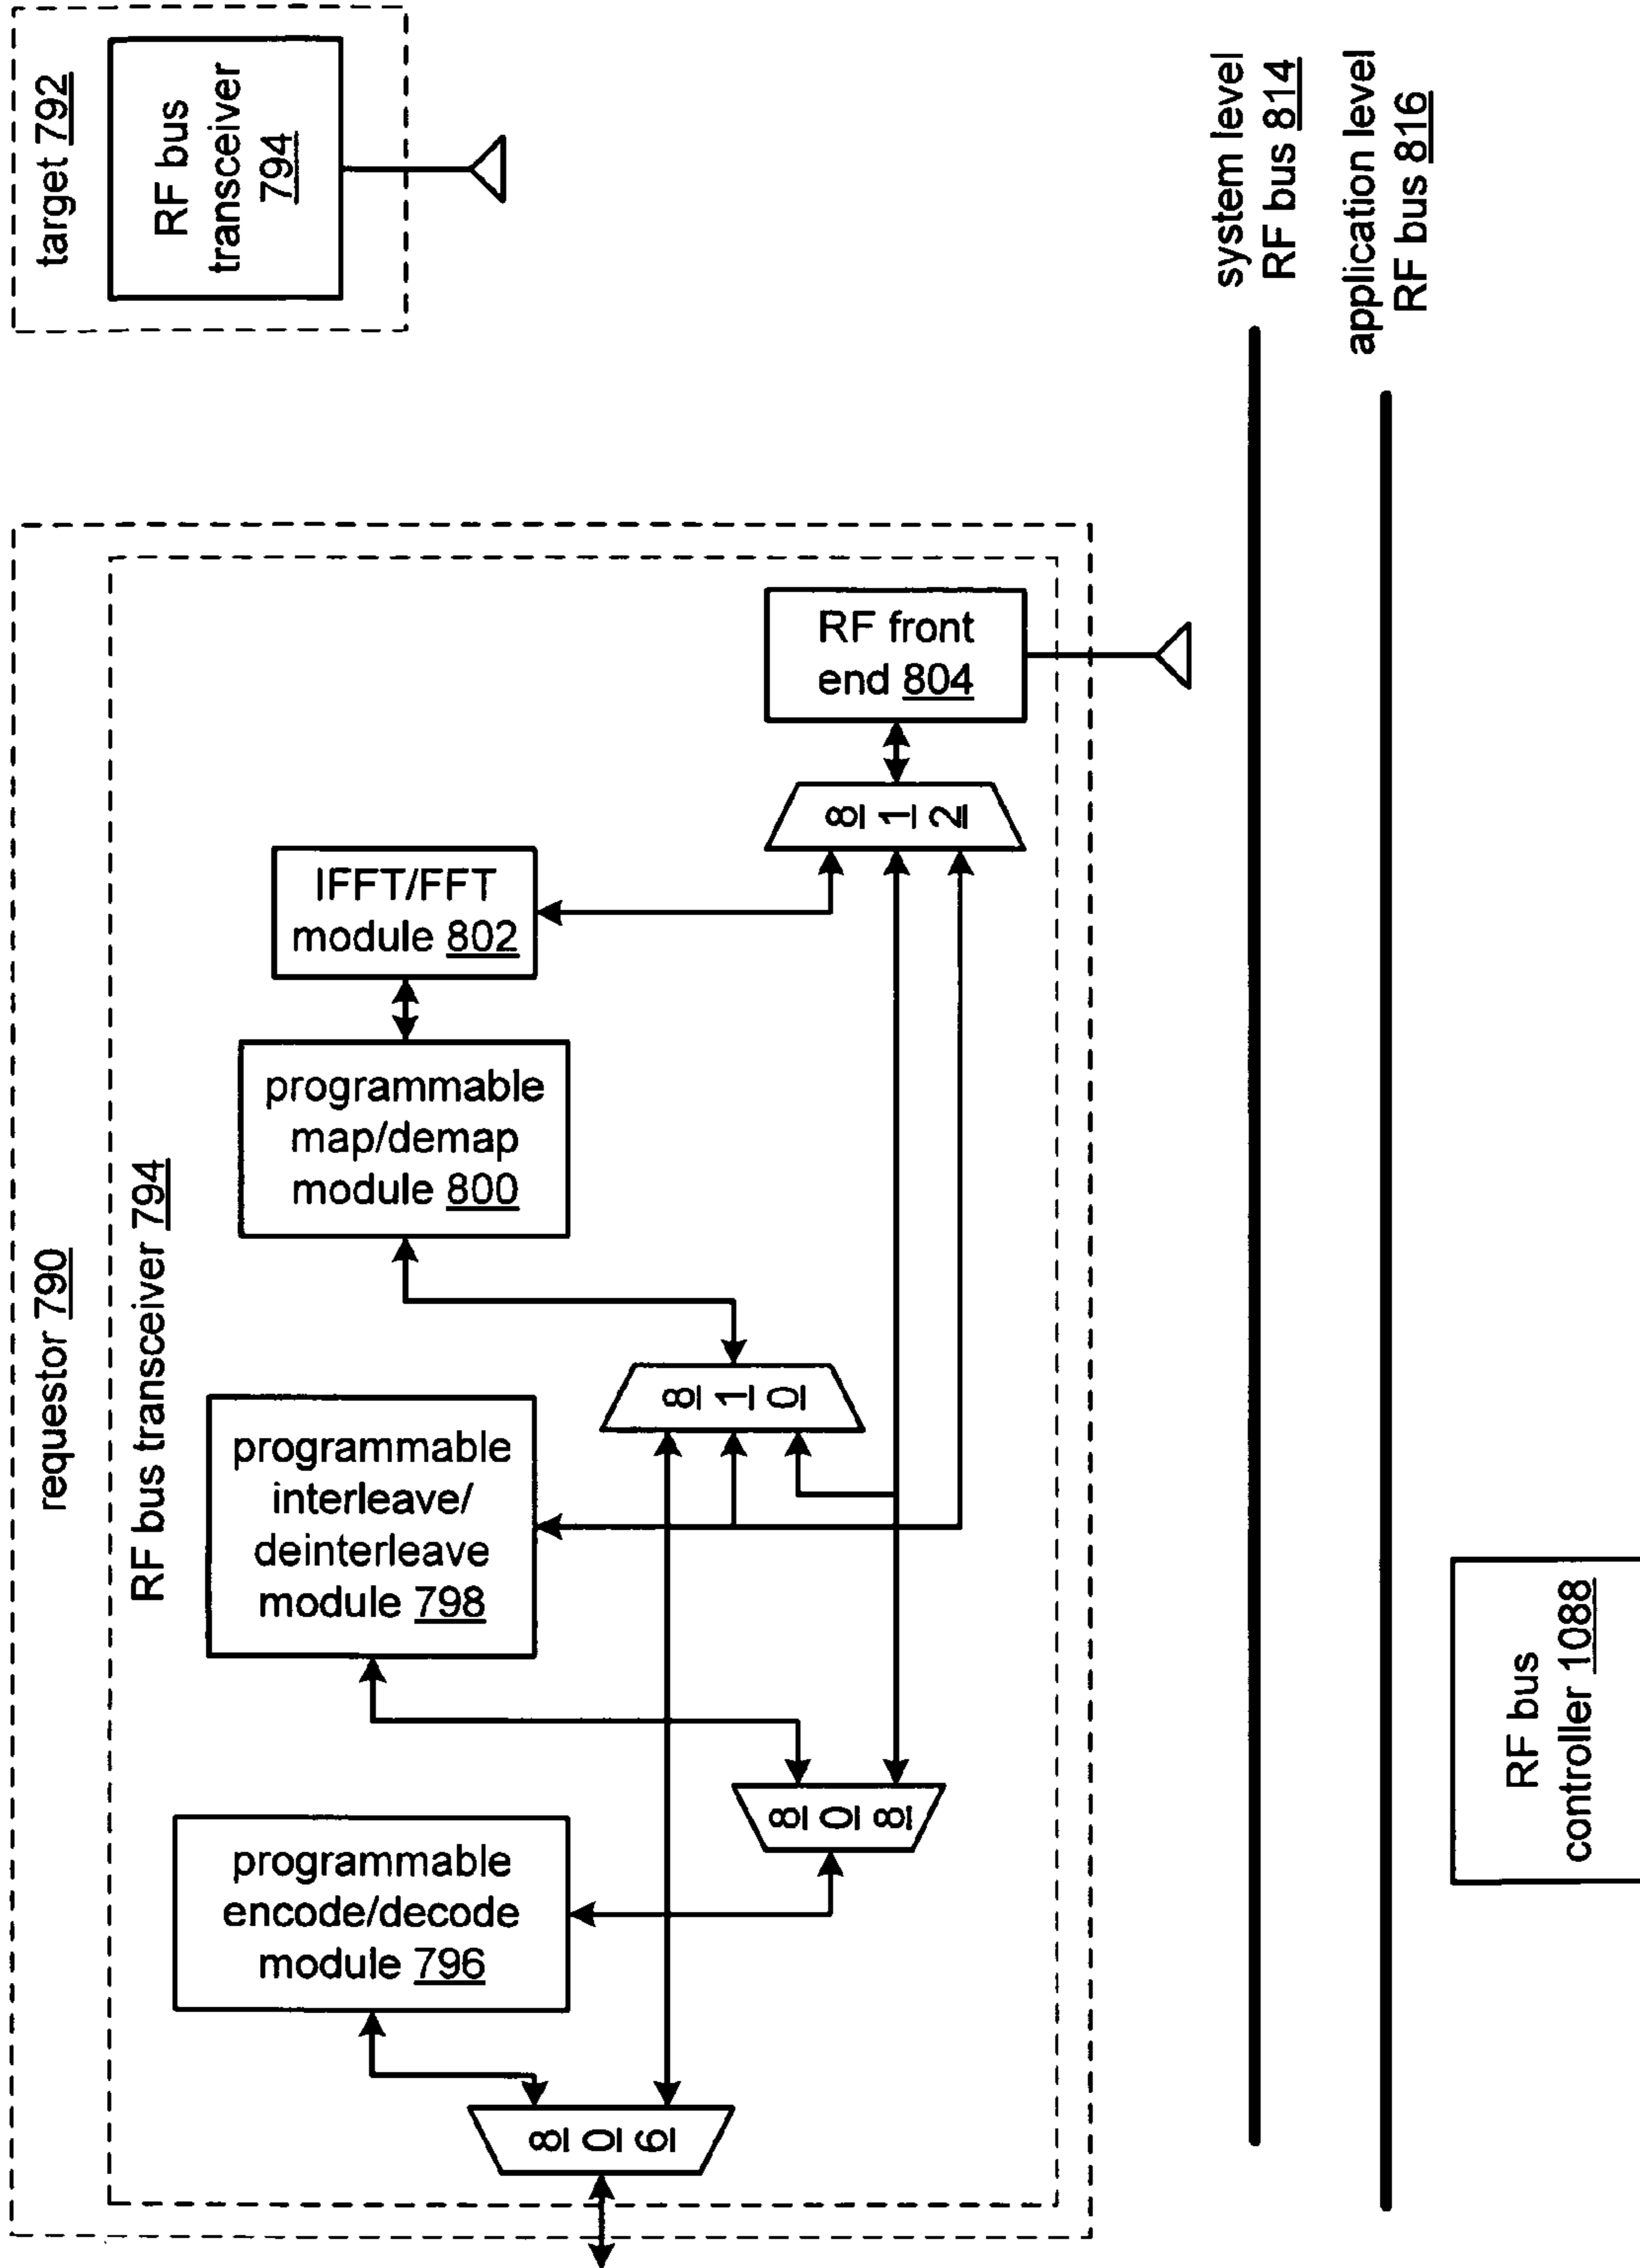 requestor 790
RF bus transceiver 794
programmable
encode/decode
module 796
programmable
interleave/
deinterleave
module 798
programmable
map/demap
module 800
IFFT/FFT
module 802
RF front
end 804
806
808
810
812
target 792
RF bus
transceiver
794
system level
RF bus 814
application level
RF bus 816
RF bus
controller 1088